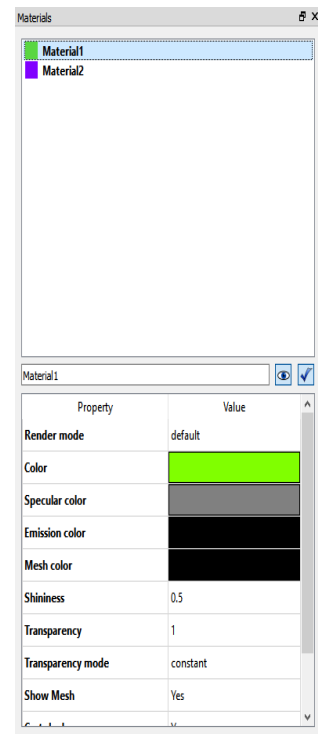 Materials
Material1
Material2
Material1
Property Value
Render mode default
Color
Specular color
Emission color
Mesh color
Shininess 0.5
Transparency 1
Transparency mode constant
Show Mesh Yes